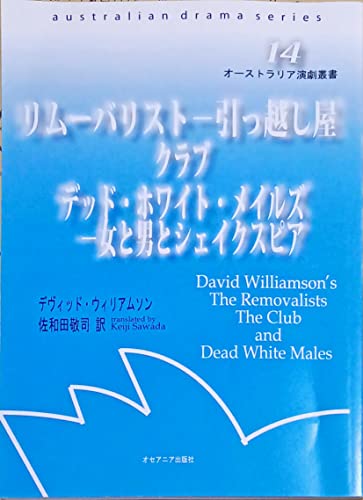 australian drama series
14
オーストラリア演劇叢書
リムーバリストー引っ越し屋
クラブ
デッド・ホワイト・メイルズ
ー女と男とシェイクスピア
David Williamson's
The Removalists
The Club
and
Dead White Males
デヴィッド・ウィリアムソン
佐和田敬司 訳 translated by Keiji Sawada
オセアニア出版社